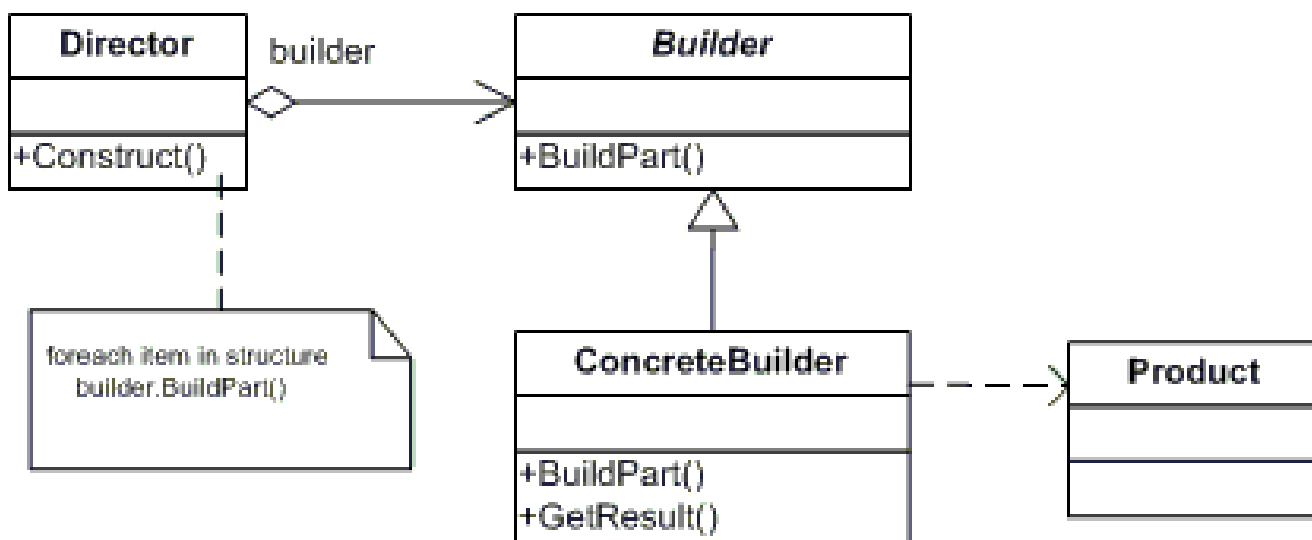 Director
builder
Builder
+Construct()
+BuildPart()
foreach item in structure
builder.BuildPart()
ConcreteBuilder
Product
+BuildPart()
+GetResult()